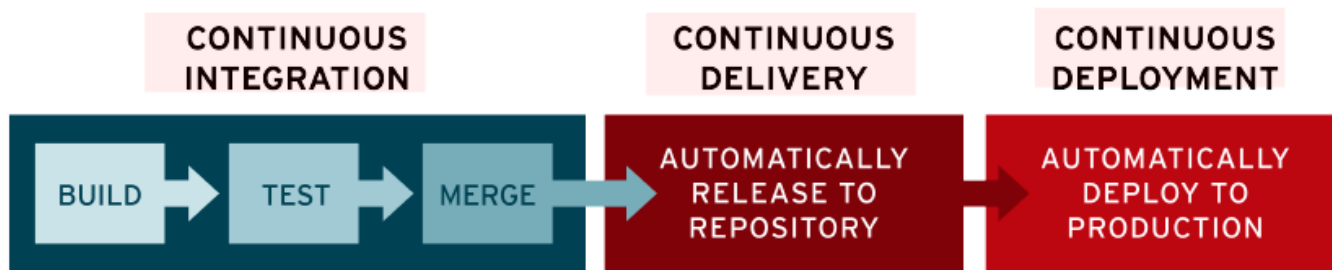 CONTINUOUS
INTEGRATION
CONTINUOUS
DELIVERY
CONTINUOUS
DEPLOYMENT
BUILD
TEST
MERGE
AUTOMATICALLY
RELEASE TO
REPOSITORY
AUTOMATICALLY
DEPLOY TO
PRODUCTION